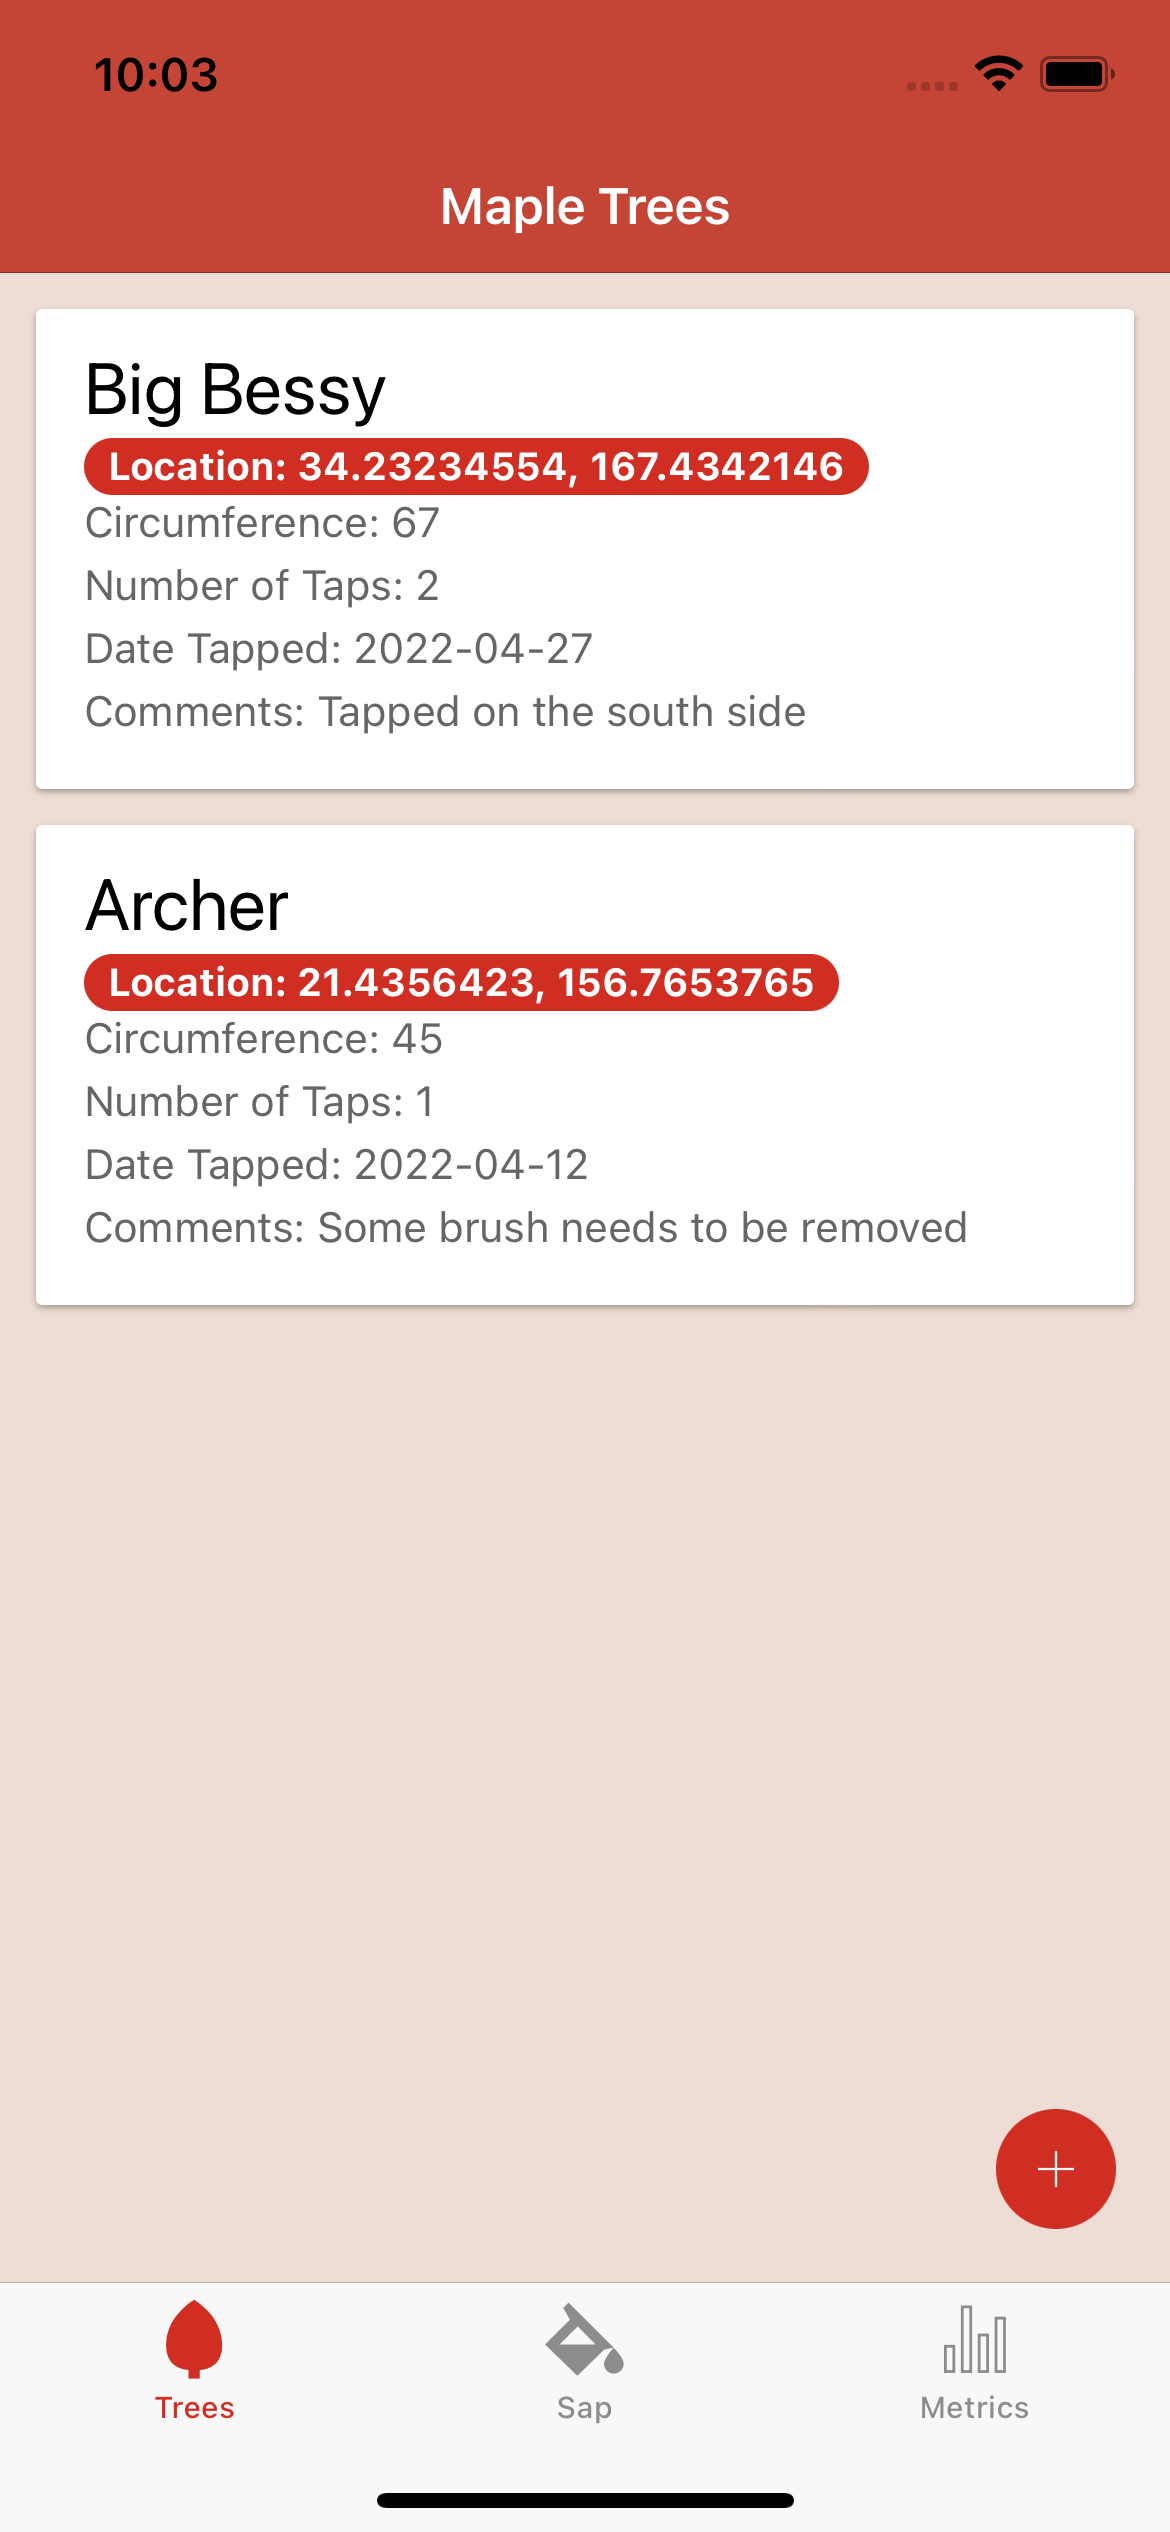 10:03
Maple Trees
Big Bessy
Location: 34.23234554, 167.4342146
Circumference: 67
Number of Taps: 2
Date Tapped: 2022-04-27
Comments: Tapped on the south side
Archer
Location: 21.4356423, 156.7653765
Circumference: 45
Number of Taps: 1
Date Tapped: 2022-04-12
Comments: Some brush needs to be removed
Trees
Sap
Metrics